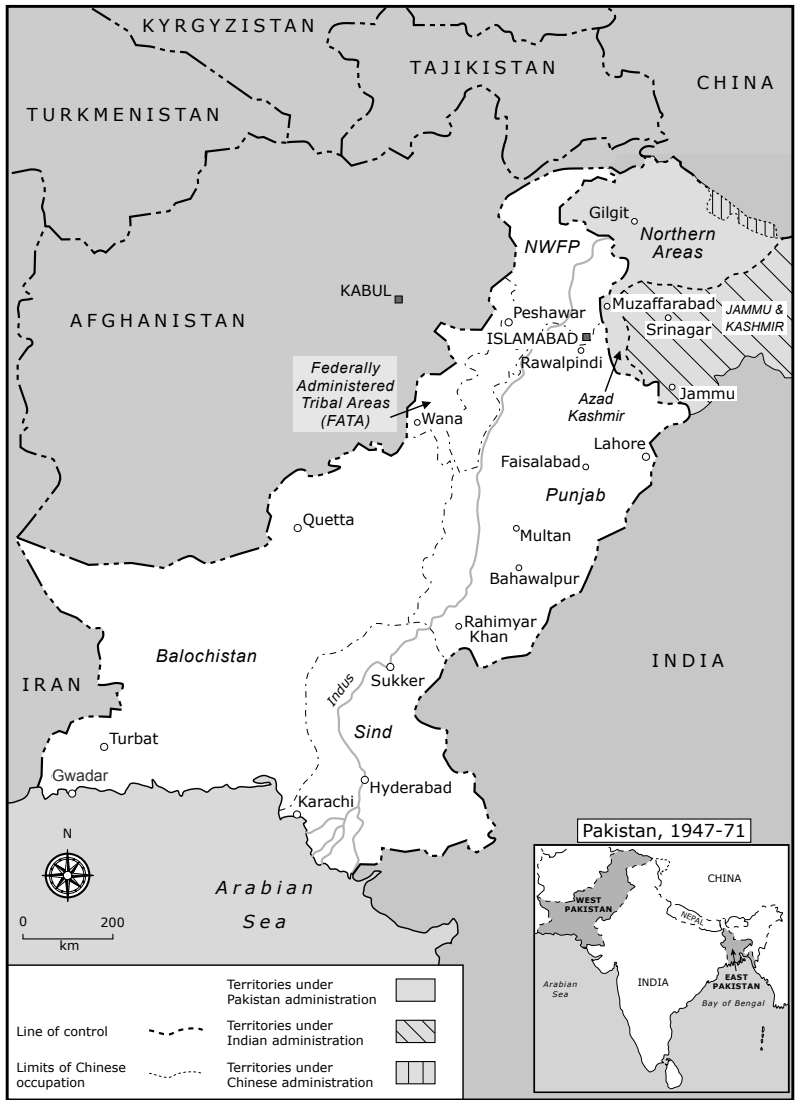 KYRGYZISTAN
TAJIKISTAN
CHINA
TURKMENISTAN
Gilgit
Northern
Areas
NWFP
KABUL
Muzaffarabad
JAMMU &
KASHMIR
Peshawar
Srinagar
AFGHANISTAN
ISLAMABAD
Rawalpindi
Federally
Administered
Tribal Areas
(FATA)
Azad
Kashmir
Jammu
Wana
Lahore
Faisalabad
Punjab
Quetta
Multan
Bahawalpur
Rahimyar
Khan
Balochistan
INDIA
IRAN
Indus
Sukker
Sind
Turbat
Gwadar
Hyderabad
Karachi
N
Arabian
Sea
0 200
km
Pakistan, 1947-71
CHINA
WEST
PAKISTAN
NEPAL
INDIA
EAST
PAKISTAN
Arabian
Sea
Bay of Bengal
Territories under
Pakistan administration
Line of control
Territories under
Indian administration
Limits of Chinese
occupation
Territories under
Chinese administration